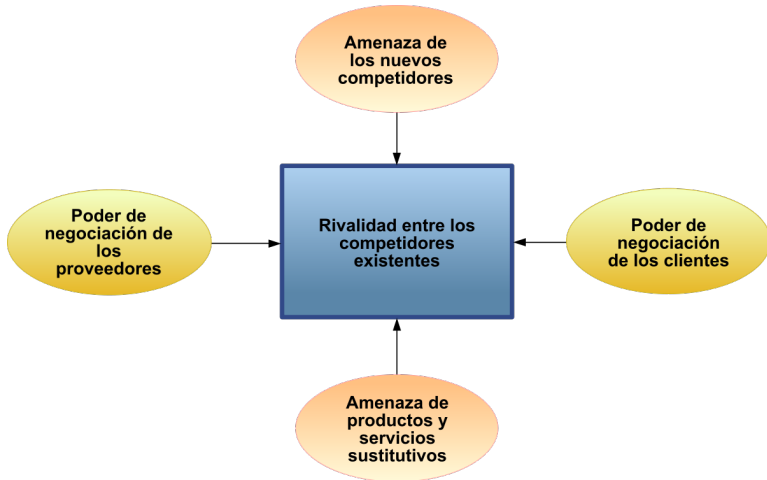 Amenaza de
los nuevos
competidores
Poder de
negociación de
los
proveedores
Rivalidad entre los
competidores
existentes
Poder de
negociación
de los clientes
Amenaza de
productos y
servicios
sustitutivos